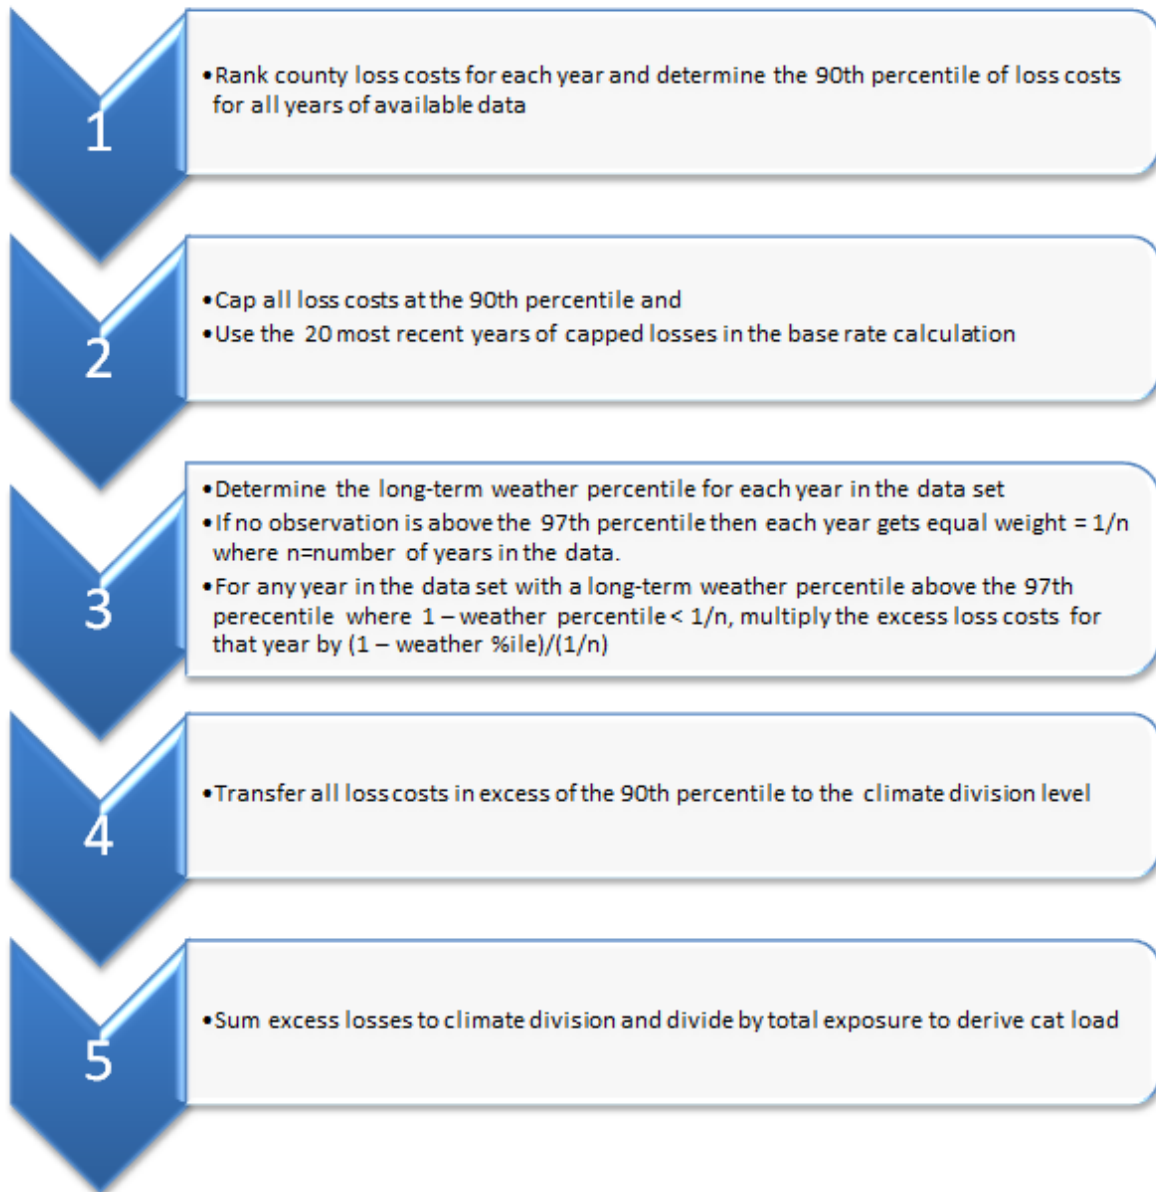 1
•Rank county loss costs for each year and determine the 90th percentile of loss costs
for all years of available data
2
•Cap all loss costs at the 90th percentile and
•Use the 20 most recent years of capped losses in the base rate calculation
3
•Determine the long-term weather percentile for each year in the data set
•If no observation is above the 97th percentile then each year gets equal weight = 1/n
where n=number of years in the data.
•For any year in the data set with a long-term weather percentile above the 97th
perecentile where 1 – weather percentile < 1/n, multiply the excess loss costs for
that year by (1 – weather %ile)/(1/n)
4
•Transfer all loss costs in excess of the 90th percentile to the climate division level
5
•Sum excess losses to climate division and divide by total exposure to derive cat load